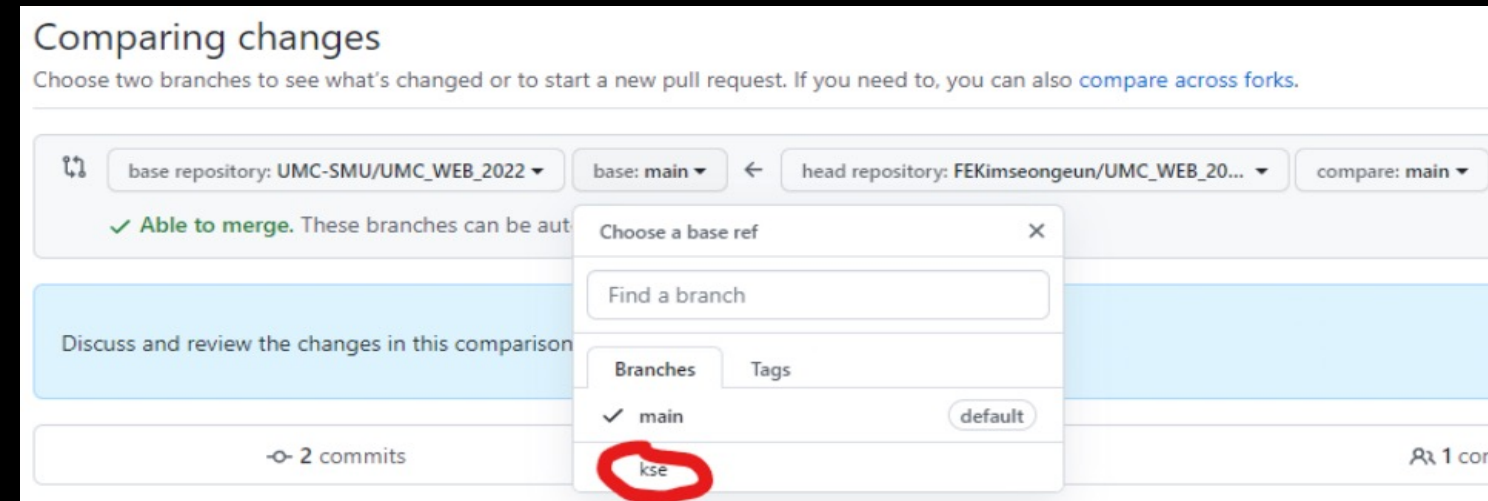 Comparing changes
Choose two branches to see what's changed or to start a new pull request. If you need to, you can also compare across forks.
base repository: UMC-SMU/UMC_WEB_2022 base: main ← head repository: FEKimseongeun/UMC_WEB_20... compare: main
✓ Able to merge. These branches can be aut
Choose a base ref
Find a branch
Discuss and review the changes in this comparison
Branches Tags
✓ main default
2 commits
kse
1 cor